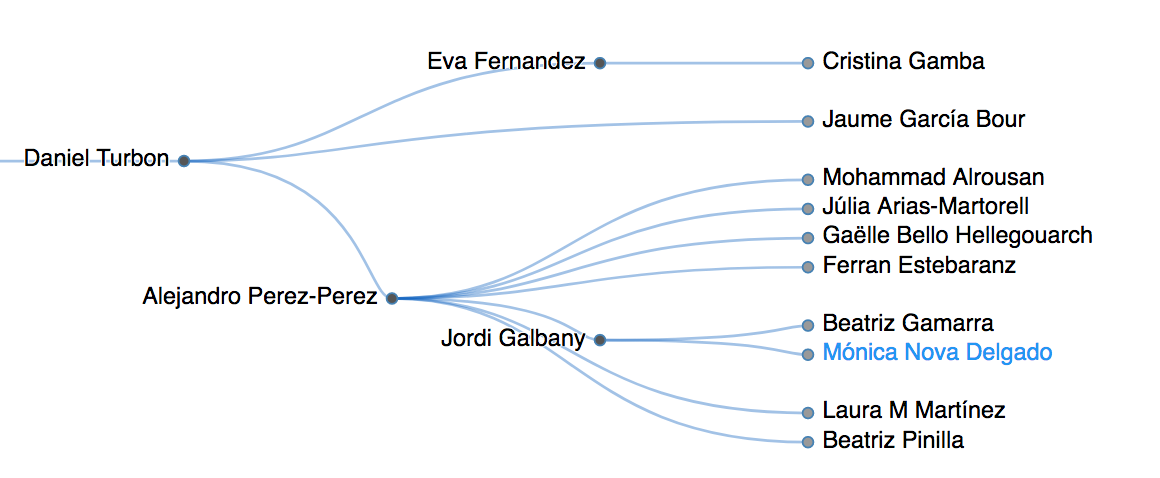 Eva Fernandez
Cristina Gamba
Jaume García Bour
Daniel Turbon
Mohammad Alrousan
Júlia Arias-Martorell
Gaëlle Bello Hellegouarch
Ferran Estebaranz
Alejandro Perez-Perez
Beatriz Gamarra
Jordi Galbany
Mónica Nova Delgado
Laura M Martínez
Beatriz Pinilla